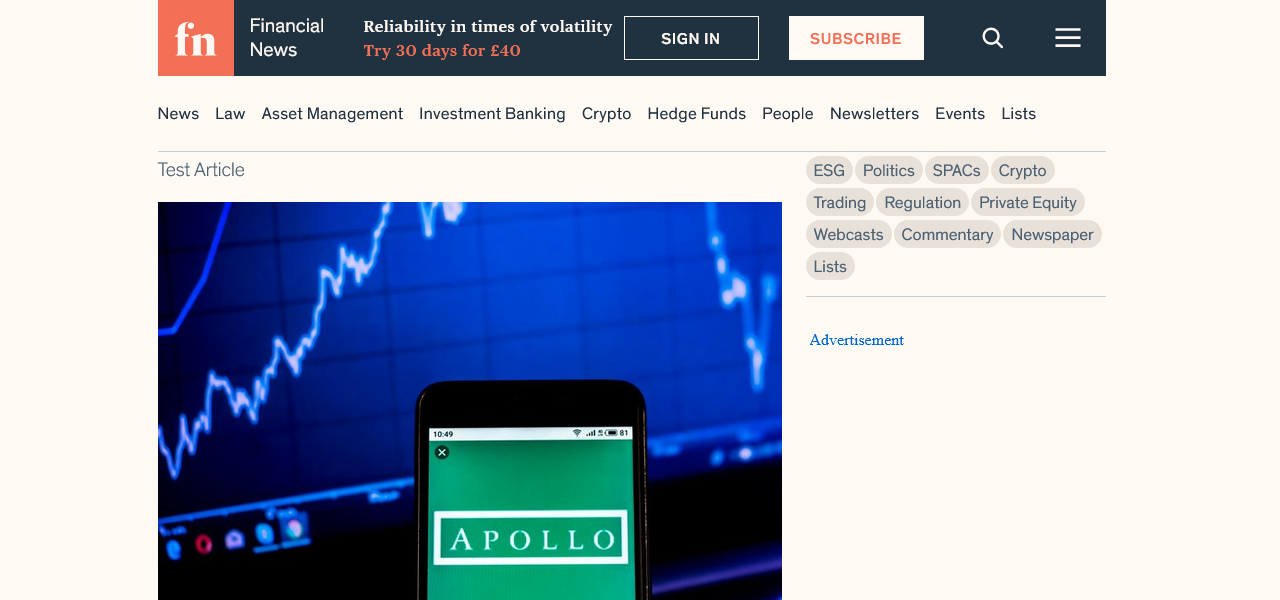 fn
Financial
News
Reliability in times of volatility
Try 30 days for £40
SIGN IN
SUBSCRIBE
News Law Asset Management Investment Banking Crypto Hedge Funds People Newsletters Events Lists
Test Article
ESG Politics SPACs Crypto
Trading Regulation Private Equity
Webcasts Commentary Newspaper
Lists
Advertisement
10:49
81
APOLLO